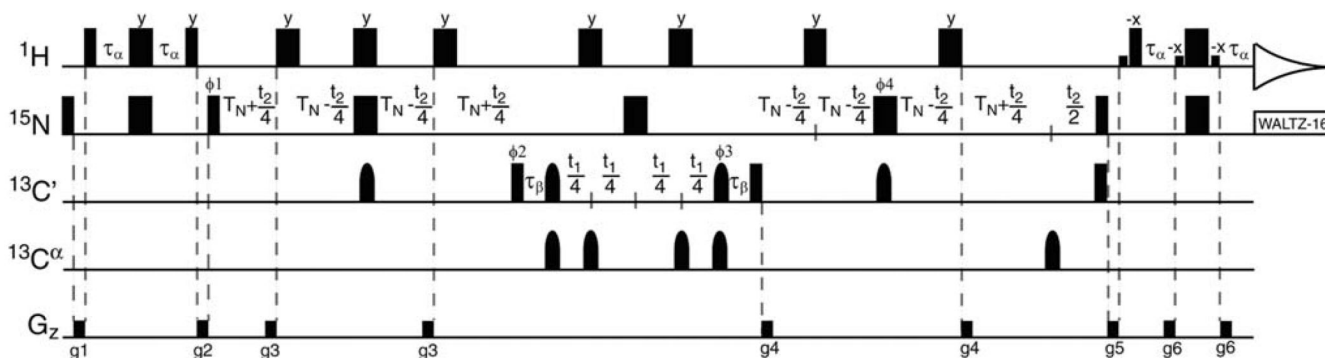 y y y y y y y y y -x
¹H τα τα τα -x -x τα
ϕ1 ϕ4
¹⁵N T_N+t₂/4 T_N-t₂/4 T_N-t₂/4 T_N+t₂/4 T_N-t₂/4 T_N-t₂/4 T_N-t₂/4 T_N+t₂/4 t₂/2 WALTZ-16
ϕ2 ϕ3
¹³C' τβ t₁/4 t₁/4 t₁/4 t₁/4 τβ
¹³Cα
G_z
g1 g2 g3 g3 g4 g4 g5 g6 g6